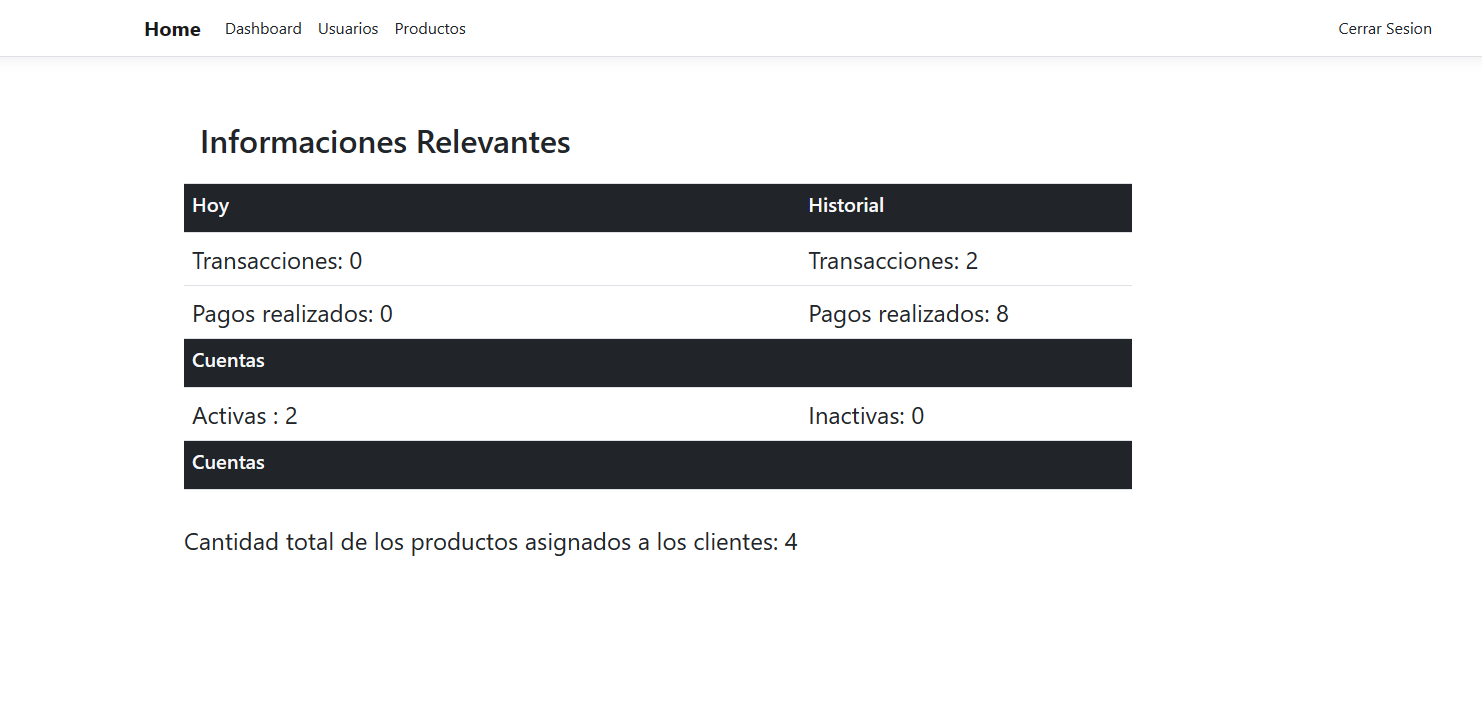 Home Dashboard Usuarios Productos Cerrar Sesion
Informaciones Relevantes
Hoy Historial
Transacciones: 0 Transacciones: 2
Pagos realizados: 0 Pagos realizados: 8
Cuentas
Activas : 2 Inactivas: 0
Cuentas
Cantidad total de los productos asignados a los clientes: 4